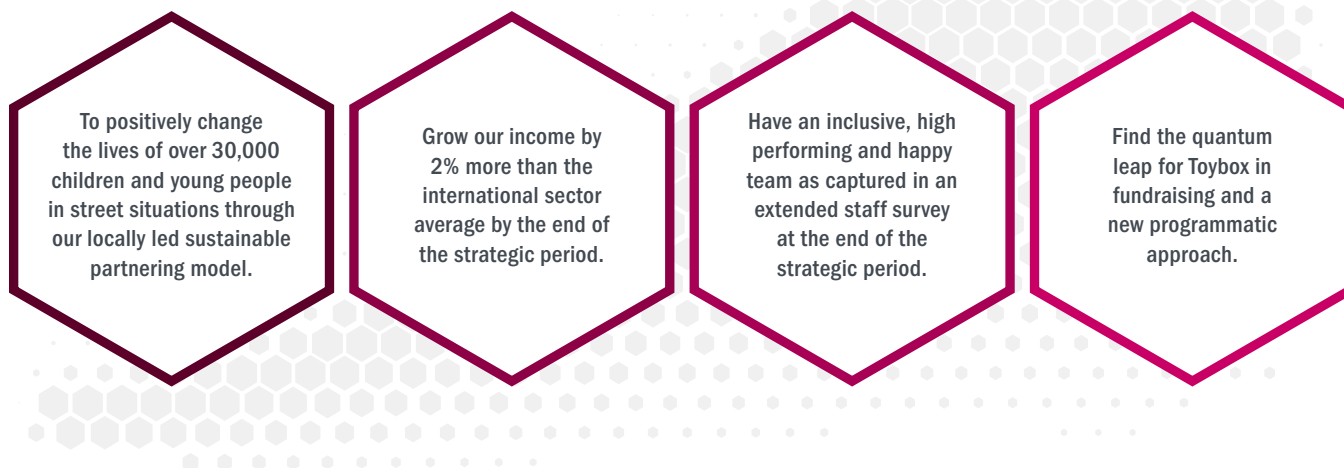 To positively change
the lives of over 30,000
children and young people
in street situations through
our locally led sustainable
partnering model.
Grow our income by
2% more than the
international sector
average by the end of
the strategic period.
Have an inclusive, high
performing and happy
team as captured in an
extended staff survey
at the end of the
strategic period.
Find the quantum
leap for Toybox in
fundraising and a
new programmatic
approach.